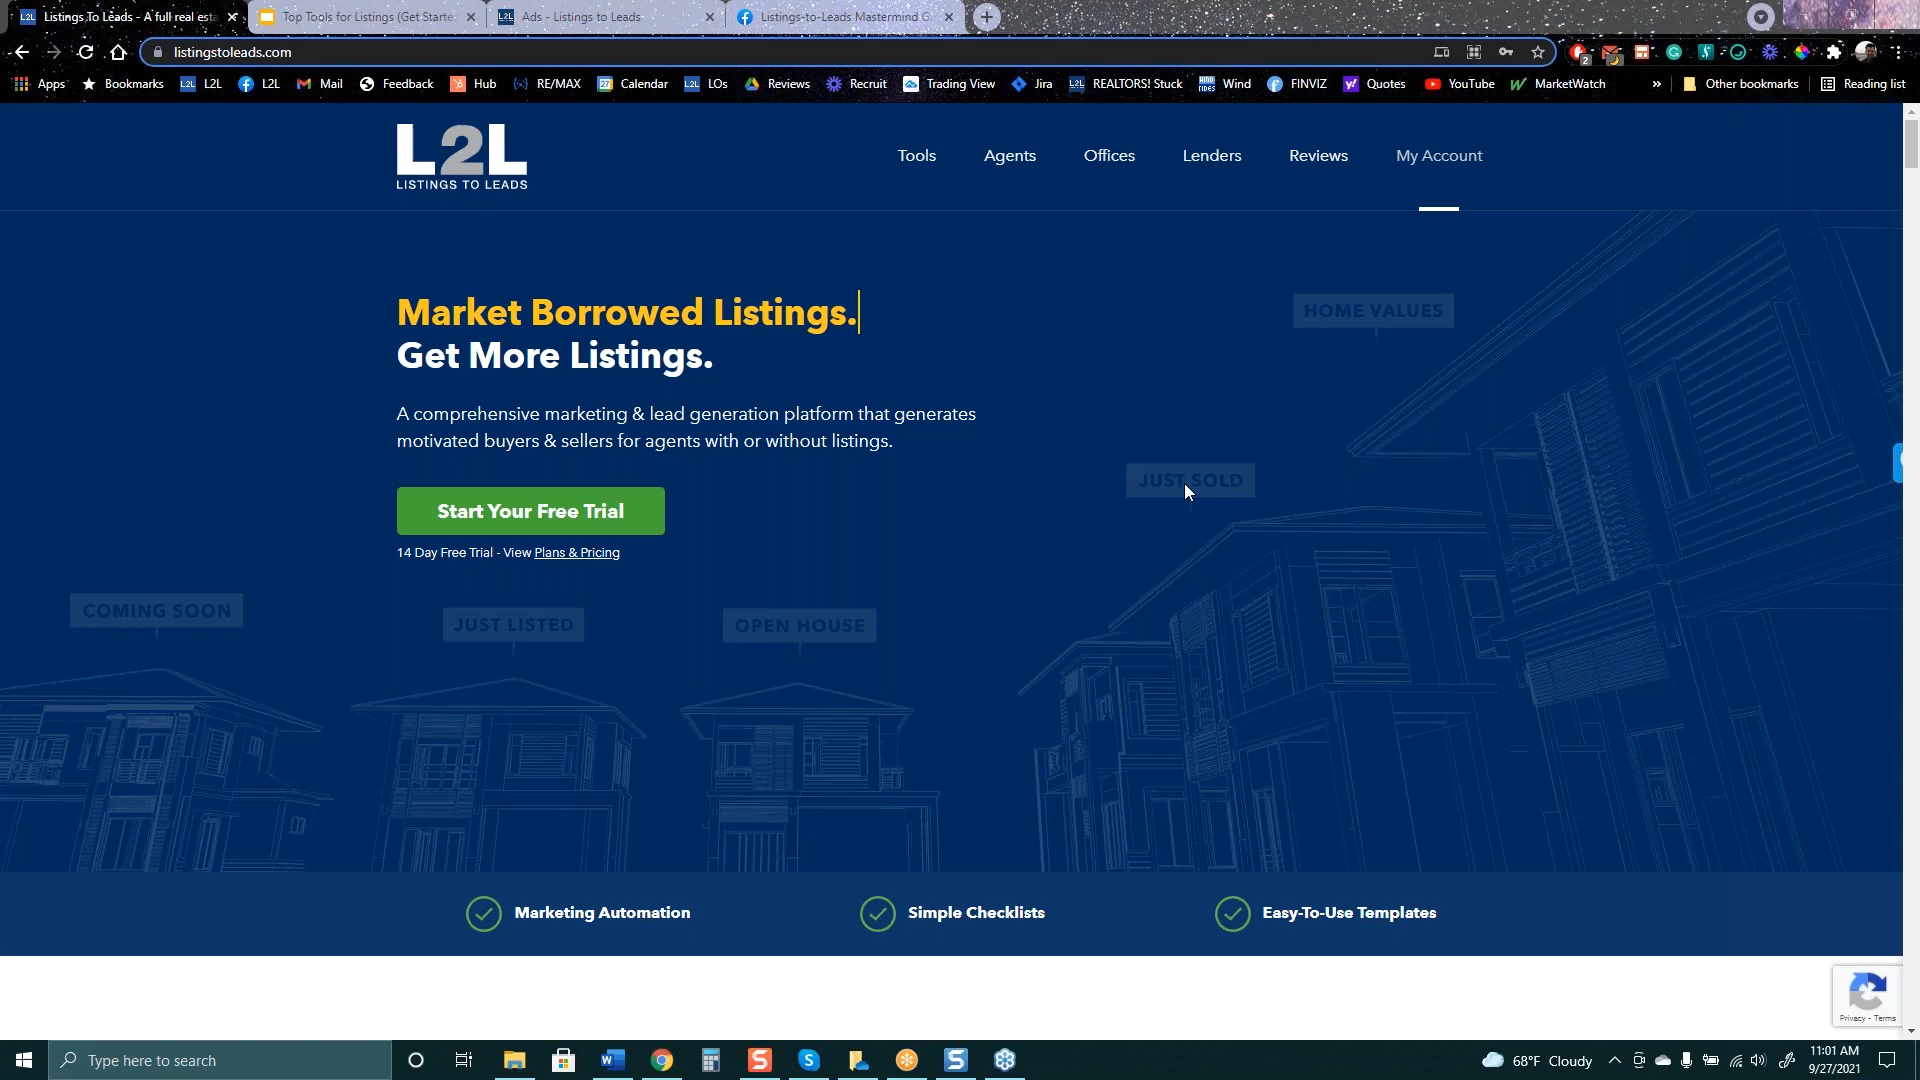 Listings To Leads - A full real esta
Top Tools for Listings (Get Starte
L2L
Ads - Listings to Leads
Listings-to-Leads Mastermind G
listingstoleads.com
2
Apps
Bookmarks
L2L
L2L
Mail
Feedback
Hub
RE/MAX
27
Calendar
L2L
LOs
Reviews
Recruit
Trading View
Jira
L2L
REALTORS! Stuck
Wind
FINVIZ
Quotes
YouTube
MarketWatch
»
Other bookmarks
Reading list
L2L
LISTINGS TO LEADS
Tools
Agents
Offices
Lenders
Reviews
My Account
Market Borrowed Listings.
Get More Listings.
A comprehensive marketing & lead generation platform that generates
motivated buyers & sellers for agents with or without listings.
Start Your Free Trial
14 Day Free Trial - View Plans & Pricing
HOME VALUES
JUST SOLD
COMING SOON
JUST LISTED
OPEN HOUSE
Marketing Automation
Simple Checklists
Easy-To-Use Templates
Privacy - Terms
Type here to search
68°F Cloudy
11:01 AM
9/27/2021